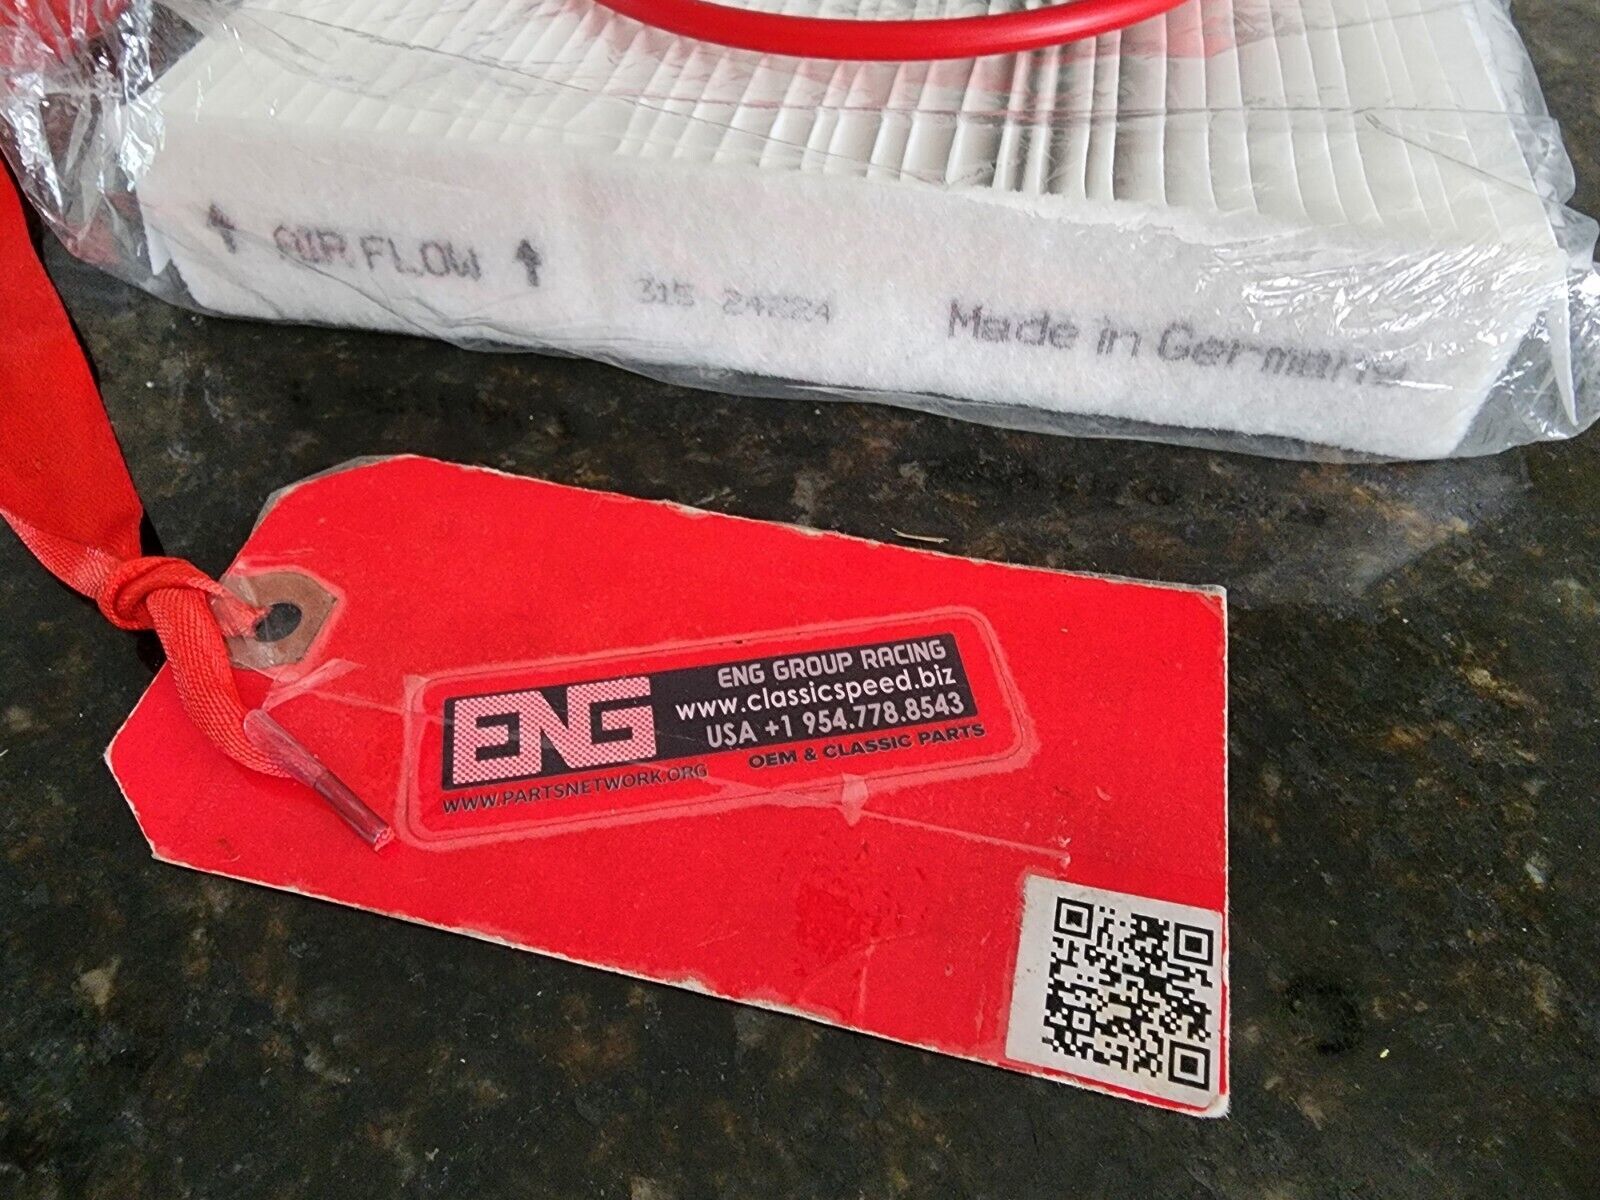 ↑ AIR FLOW ↑ 315 24224 Made in Germany
ENG
ENG GROUP RACING
www.classicspeed.biz
USA +1 954.778.8543
WWW.PARTSNETWORK.ORG OEM & CLASSIC PARTS